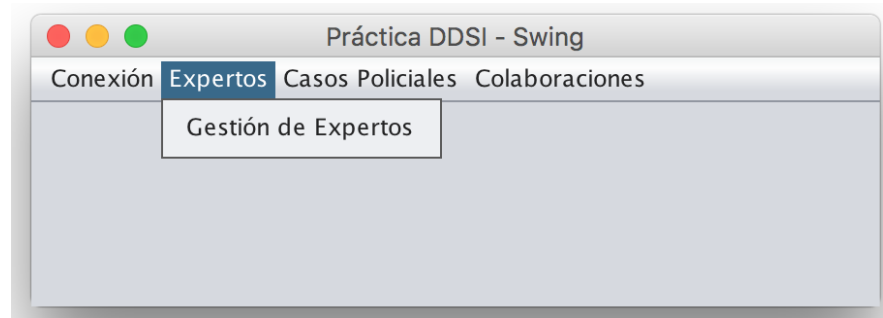 Práctica DDSI - Swing
Conexión Expertos Casos Policiales Colaboraciones
Gestión de Expertos